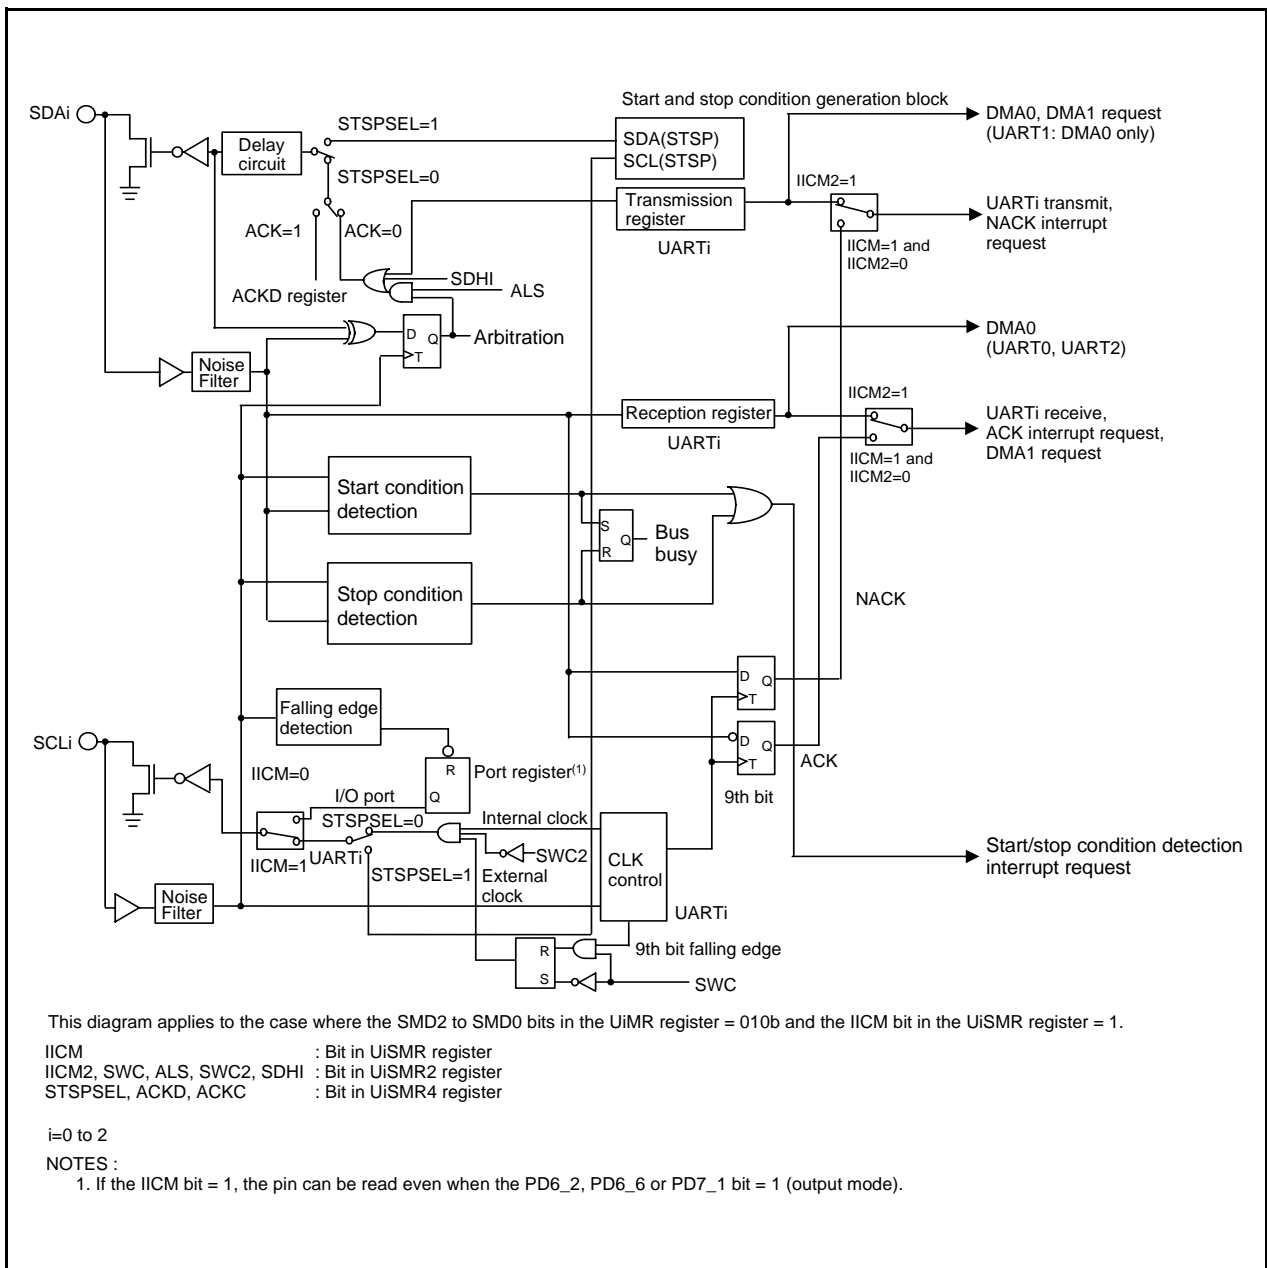 Start and stop condition generation block
DMA0, DMA1 request
(UART1: DMA0 only)
SDAi
STSPSEL=1
Delay
circuit
SDA(STSP)
SCL(STSP)
STSPSEL=0
IICM2=1
Transmission
register
UARTi
UARTi transmit,
NACK interrupt
request
ACK=1
ACK=0
IICM=1 and
IICM2=0
SDHI
ALS
ACKD register
D
Q
T
Arbitration
DMA0
(UART0, UART2)
Noise
Filter
IICM2=1
Reception register
UARTi
UARTi receive,
ACK interrupt request,
DMA1 request
IICM=1 and
IICM2=0
Start condition
detection
S
R
Q
Bus
busy
Stop condition
detection
NACK
D
Q
T
Falling edge
detection
D
Q
T
ACK
9th bit
SCLi
R
Q
Port register(1)
IICM=0
I/O port
STSPSEL=0
Internal clock
IICM=1
UARTi
SWC2
CLK
control
Start/stop condition detection
interrupt request
STSPSEL=1
External
clock
Noise
Filter
UARTi
R
S
9th bit falling edge
SWC
This diagram applies to the case where the SMD2 to SMD0 bits in the UiMR register = 010b and the IICM bit in the UiSMR register = 1.
IICM : Bit in UiSMR register
IICM2, SWC, ALS, SWC2, SDHI : Bit in UiSMR2 register
STSPSEL, ACKD, ACKC : Bit in UiSMR4 register
i=0 to 2
NOTES :
1. If the IICM bit = 1, the pin can be read even when the PD6_2, PD6_6 or PD7_1 bit = 1 (output mode).